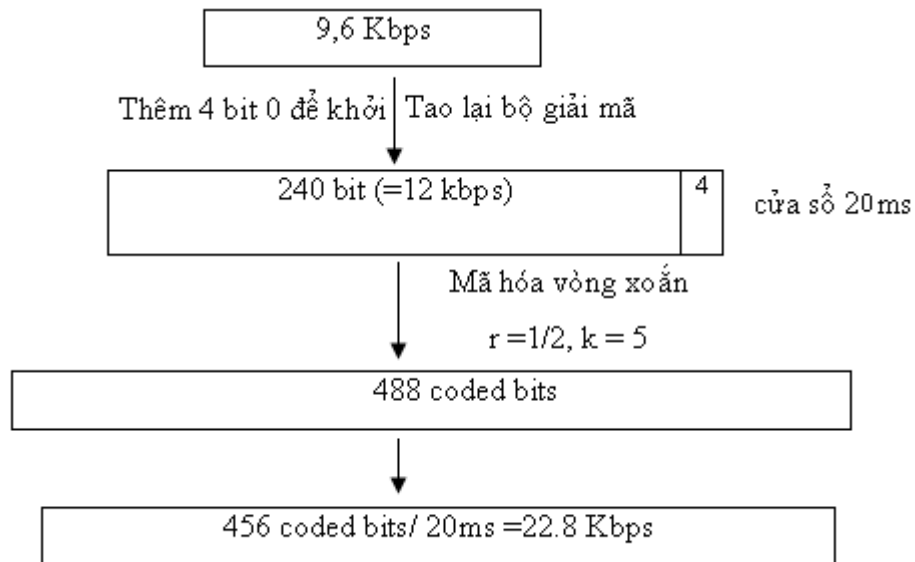 9,6 Kbps
Thêm 4 bit 0 để khởi Tao lại bộ giải mã
240 bit (=12 kbps) 4
cửa sổ 20ms
Mã hóa vòng xoắn
r =1/2, k = 5
488 coded bits
456 coded bits/ 20ms =22.8 Kbps